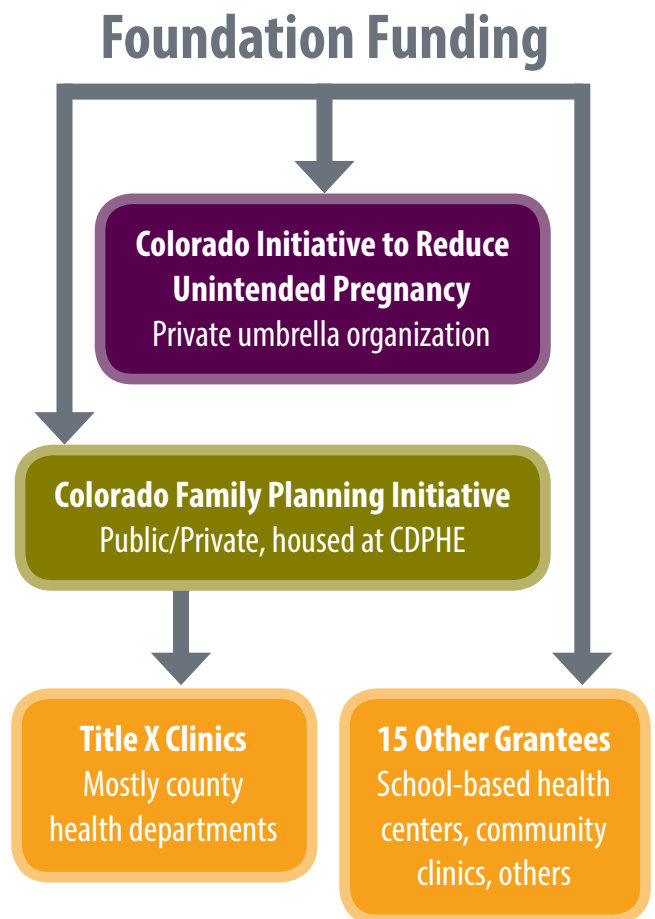 Foundation Funding
Colorado Initiative to Reduce
Unintended Pregnancy
Private umbrella organization
Colorado Family Planning Initiative
Public/Private, housed at CDPHE
Title X Clinics
Mostly county
health departments
15 Other Grantees
School-based health
centers, community
clinics, others